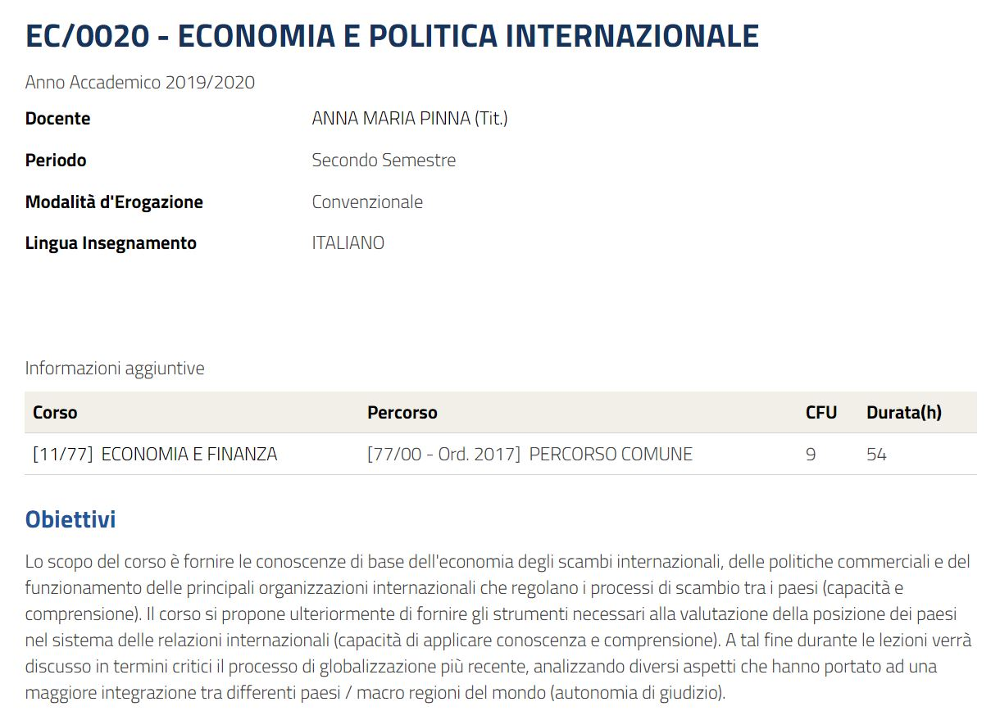 EC/0020 - ECONOMIA E POLITICA INTERNAZIONALE
Anno Accademico 2019/2020
Docente ANNA MARIA PINNA (Tit.)
Periodo Secondo Semestre
Modalità d'Erogazione Convenzionale
Lingua Insegnamento ITALIANO
Informazioni aggiuntive
Corso Percorso CFU Durata(h)
[11/77] ECONOMIA E FINANZA [77/00 - Ord. 2017] PERCORSO COMUNE 9 54
Obiettivi
Lo scopo del corso è fornire le conoscenze di base dell'economia degli scambi internazionali, delle politiche commerciali e del
funzionamento delle principali organizzazioni internazionali che regolano i processi di scambio tra i paesi (capacità e
comprensione). Il corso si propone ulteriormente di fornire gli strumenti necessari alla valutazione della posizione dei paesi
nel sistema delle relazioni internazionali (capacità di applicare conoscenza e comprensione). A tal fine durante le lezioni verrà
discusso in termini critici il processo di globalizzazione più recente, analizzando diversi aspetti che hanno portato ad una
maggiore integrazione tra differenti paesi / macro regioni del mondo (autonomia di giudizio).